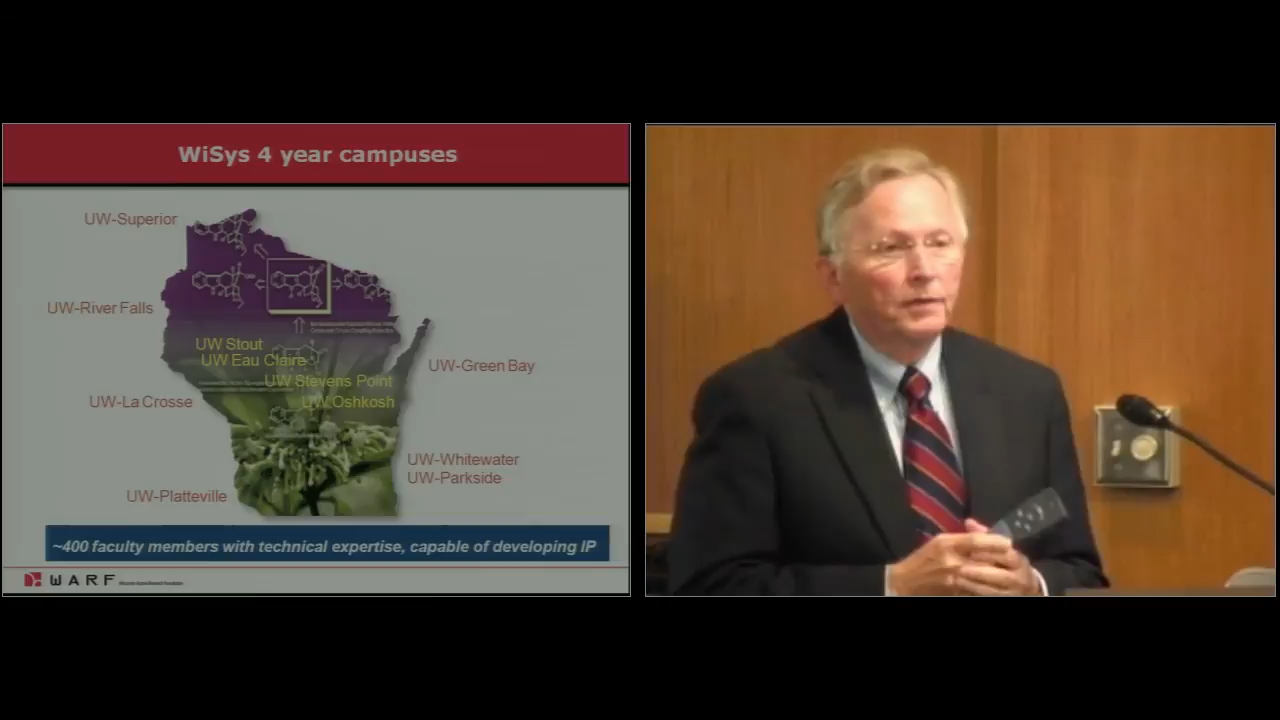 WiSys 4 year campuses
UW-Superior
UW-River Falls
UW Stout
UW Eau Claire
UW-Green Bay
UW Stevens Point
UW-La Crosse
UW Oshkosh
UW-Whitewater
UW-Parkside
UW-Platteville
~400 faculty members with technical expertise, capable of developing IP
WARF